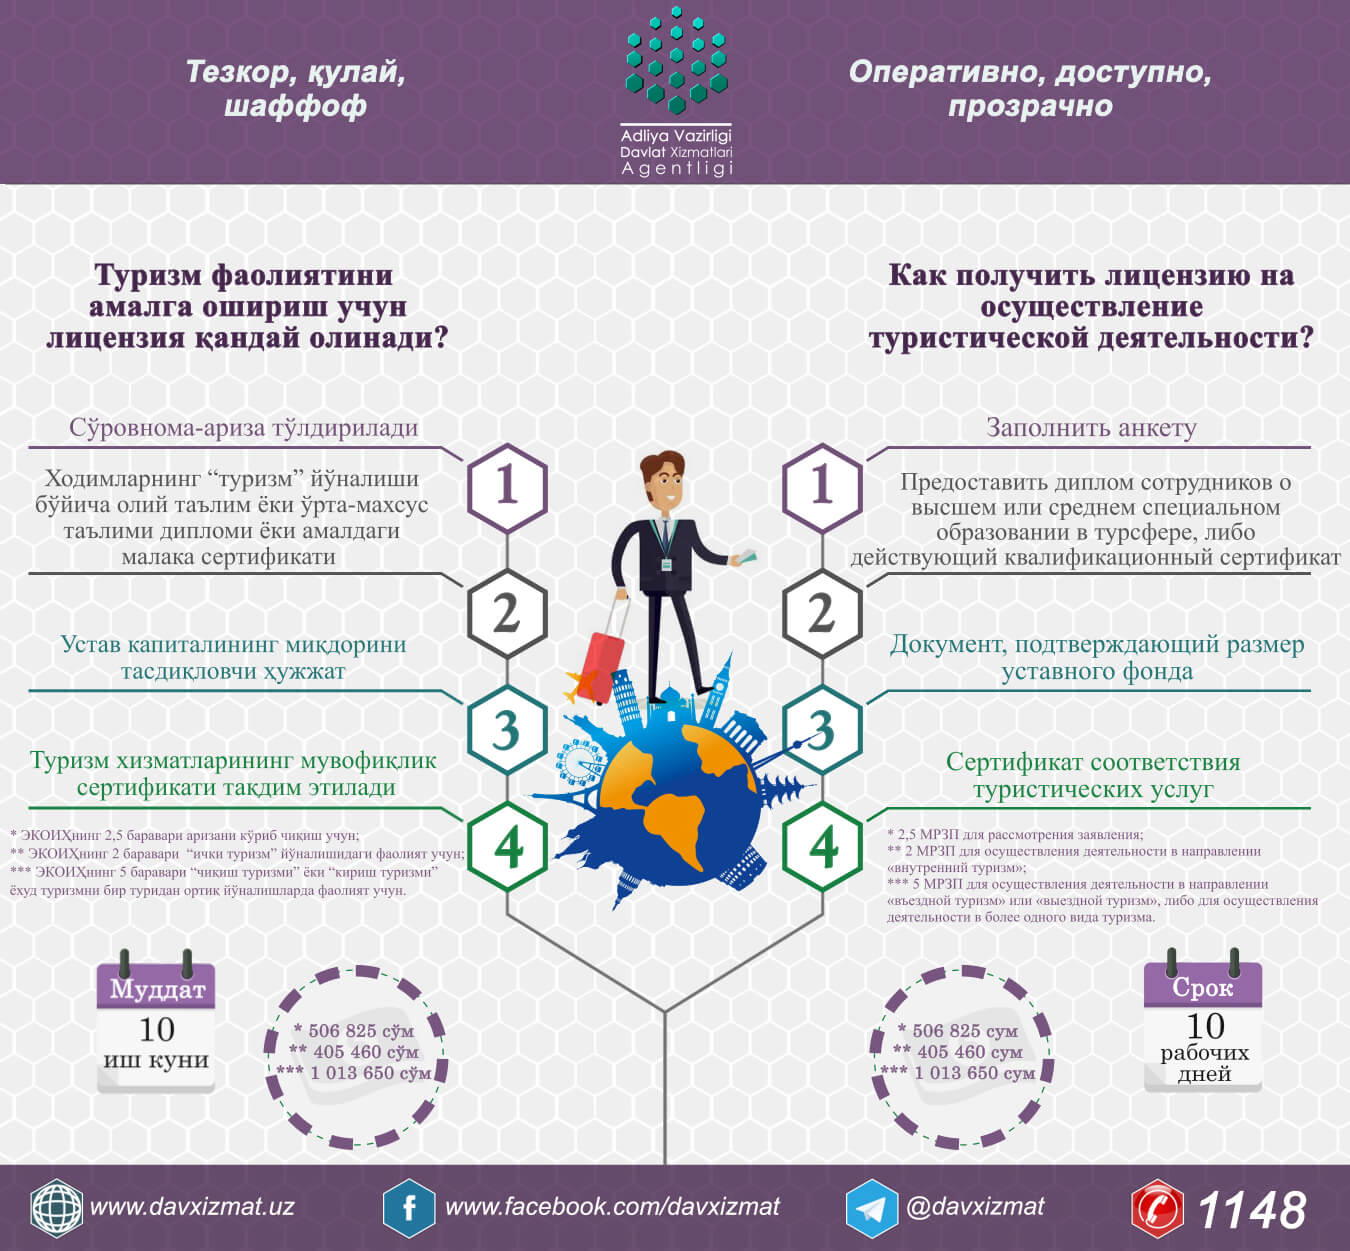 Тезкор, қулай,
шаффоф
Adliya Vazirligi
Davlat Xizmatlari
Agentligi
Оперативно, доступно,
прозрачно
Туризм фаолиятини
амалга ошириш учун
лицензия қандай олинади?
Сўровнома-ариза тўлдирилади
1
Ходимларнинг “туризм” йўналиши
бўйича олий таълим ёки ўрта-махсус
таълими дипломи ёки амалдаги
малака сертификати
2
Устав капиталининг миқдорини
тасдиқловчи ҳужжат
3
Туризм хизматларининг мувофиқлик
сертификати тақдим этилади
4
* ЭКОИҲнинг 2,5 баравари аризани кўриб чиқиш учун;
** ЭКОИҲнинг 2 баравари “ички туризм” йўналишидаги фаолият учун;
*** ЭКОИҲнинг 5 баравари “чиқиш туризми” ёки “кириш туризми”
ёхуд туризмни бир туридан ортиқ йўналишларда фаолият учун.
Муддат
10
иш куни
* 506 825 сўм
** 405 460 сўм
*** 1 013 650 сўм
Как получить лицензию на
осуществление
туристической деятельности?
Заполнить анкету
1
Предоставить диплом сотрудников о
высшем или среднем специальном
образовании в турсфере, либо
действующий квалификационный сертификат
2
Документ, подтверждающий размер
уставного фонда
3
Сертификат соответствия
туристических услуг
4
* 2,5 МРЗП для рассмотрения заявления;
** 2 МРЗП для осуществления деятельности в направлении
«внутренний туризм»;
*** 5 МРЗП для осуществления деятельности в направлении
«въездной туризм» или «выездной туризм», либо для осуществления
деятельности в более одного вида туризма.
* 506 825 сум
** 405 460 сум
*** 1 013 650 сум
Срок
10
рабочих
дней
www.davxizmat.uz
www.facebook.com/davxizmat
@davxizmat
1148